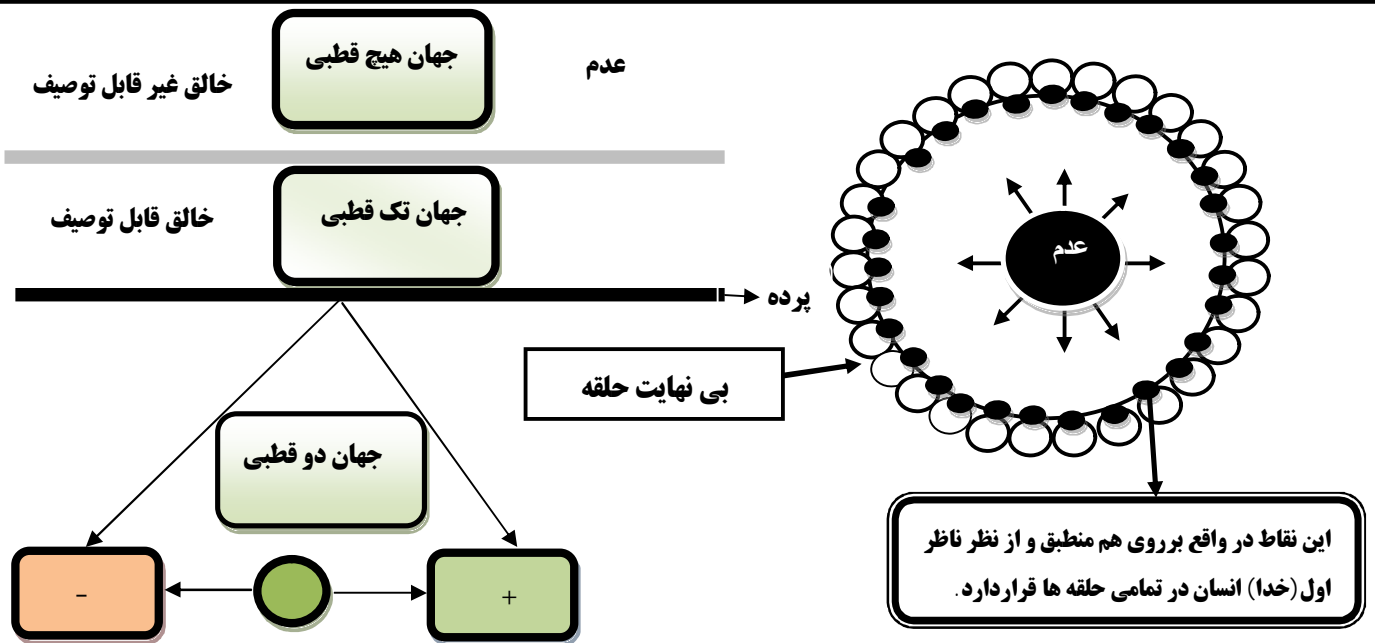 جهان هیچ قطبی
عدم
خالق غیر قابل توصیف
جهان تک قطبی
خالق قابل توصیف
پرده
جهان دو قطبی
-
+
عدم
بی نهایت حلقه
این نقاط در واقع برروی هم منطبق و از نظر ناظر
اول(خدا) انسان در تمامی حلقه ها قراردارد.